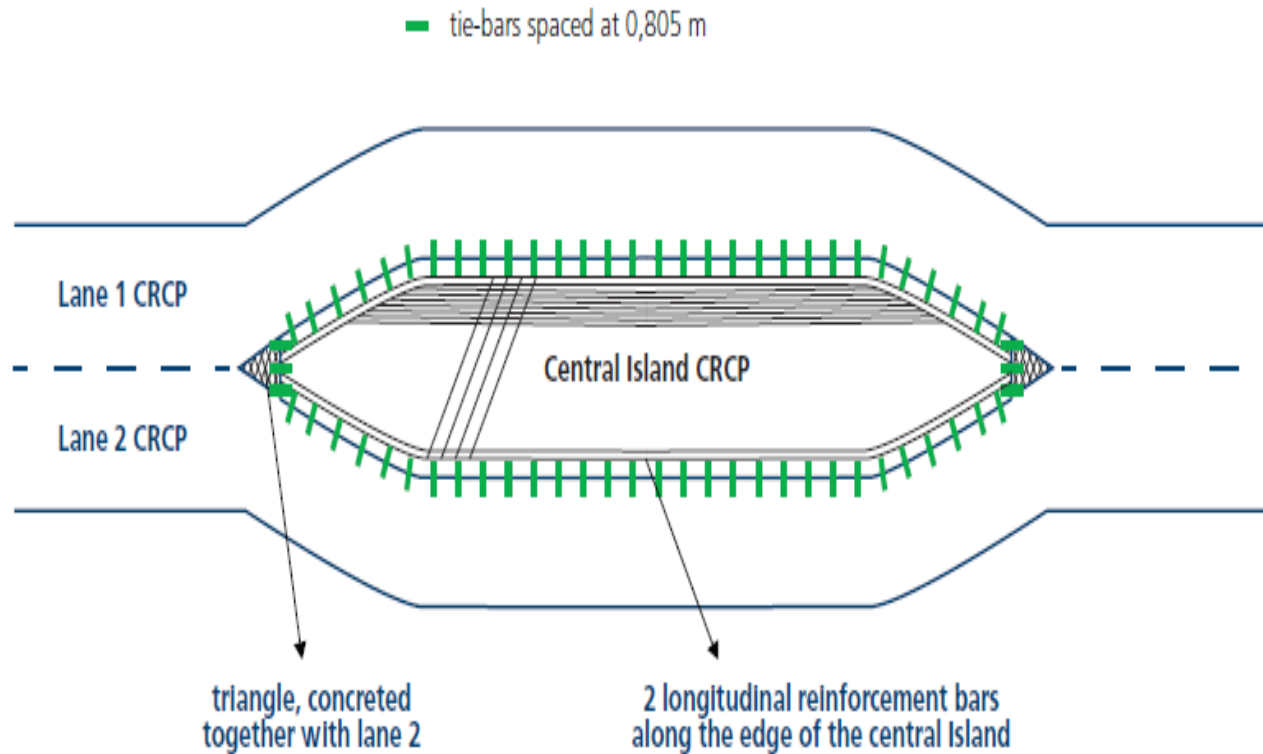 tie-bars spaced at 0,805 m
Lane 1 CRCP
Central Island CRCP
Lane 2 CRCP
triangle, concreted
together with lane 2
2 longitudinal reinforcement bars
along the edge of the central Island